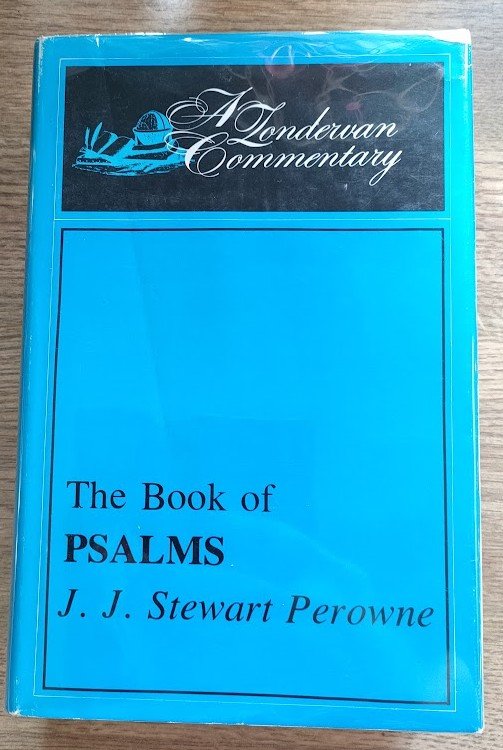 A Zondervan
Commentary
The Book of
PSALMS
J. J. Stewart Perowne